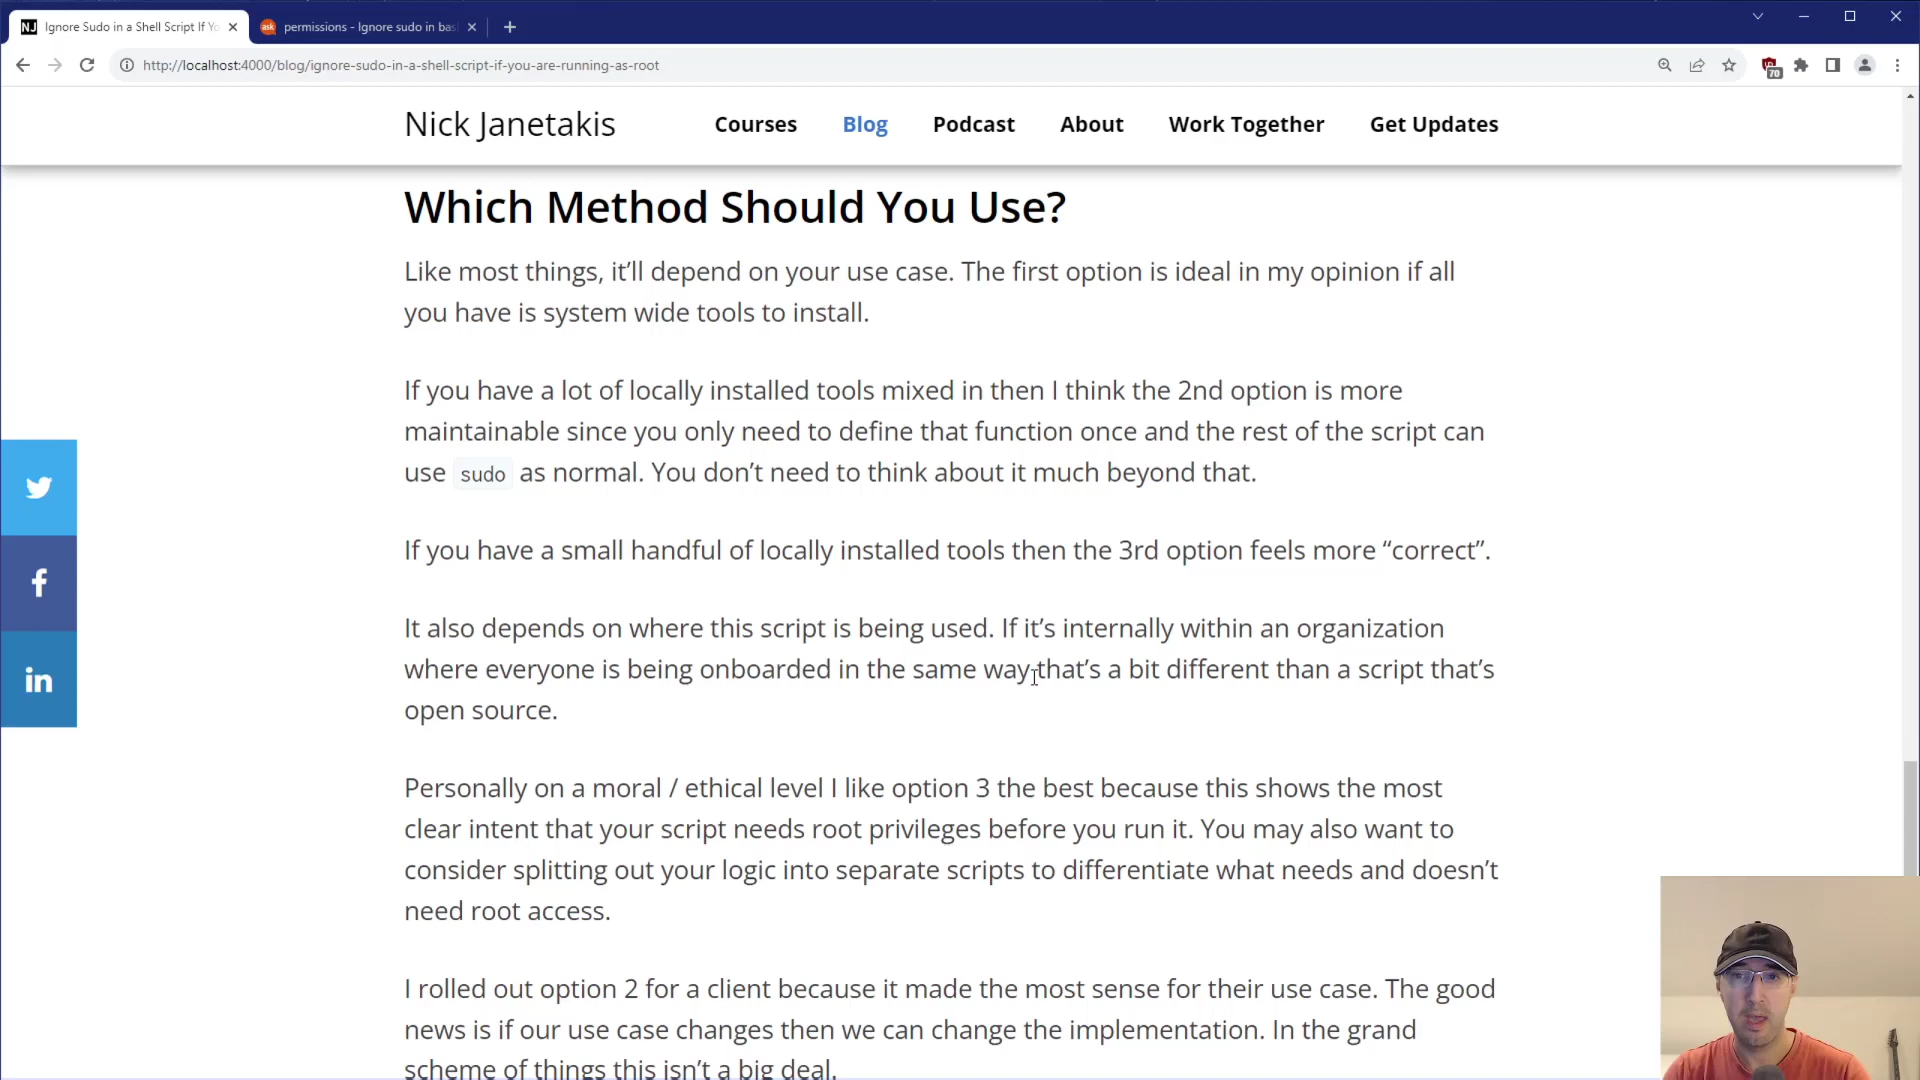 NJ Ignore Sudo in a Shell Script If Yo
ask permissions - Ignore sudo in bas
http://localhost:4000/blog/ignore-sudo-in-a-shell-script-if-you-are-running-as-root
70
Nick Janetakis
Courses
Blog
Podcast
About
Work Together
Get Updates
Which Method Should You Use?
Like most things, it’ll depend on your use case. The first option is ideal in my opinion if all
you have is system wide tools to install.
If you have a lot of locally installed tools mixed in then I think the 2nd option is more
maintainable since you only need to define that function once and the rest of the script can
use sudo as normal. You don’t need to think about it much beyond that.
If you have a small handful of locally installed tools then the 3rd option feels more “correct”.
It also depends on where this script is being used. If it’s internally within an organization
where everyone is being onboarded in the same way that’s a bit different than a script that’s
open source.
Personally on a moral / ethical level I like option 3 the best because this shows the most
clear intent that your script needs root privileges before you run it. You may also want to
consider splitting out your logic into separate scripts to differentiate what needs and doesn’t
need root access.
I rolled out option 2 for a client because it made the most sense for their use case. The good
news is if our use case changes then we can change the implementation. In the grand
scheme of things this isn’t a big deal.